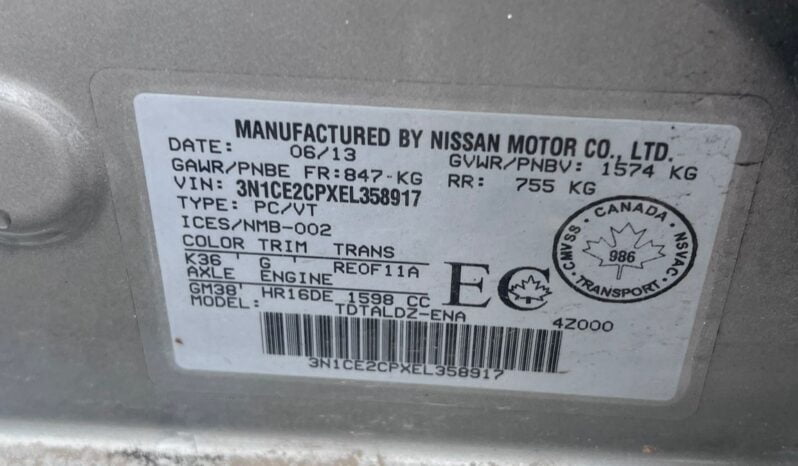 MANUFACTURED BY NISSAN MOTOR CO., LTD.
DATE: 06/13 GVWR/PNBV: 1574 KG
GAWR/PNBE FR:847 KG RR: 755 KG
VIN: 3N1CE2CPXEL358917
TYPE: PC/VT
ICES/NMB-002
COLOR TRIM TRANS
K36 G RE0F11A
AXLE ENGINE
GM38 HR16DE 1598 CC
MODEL: TDTALDZ-ENA 4Z000
EC
CANADA
CMVSS 986 NSVAC
TRANSPORT
3N1CE2CPXEL358917